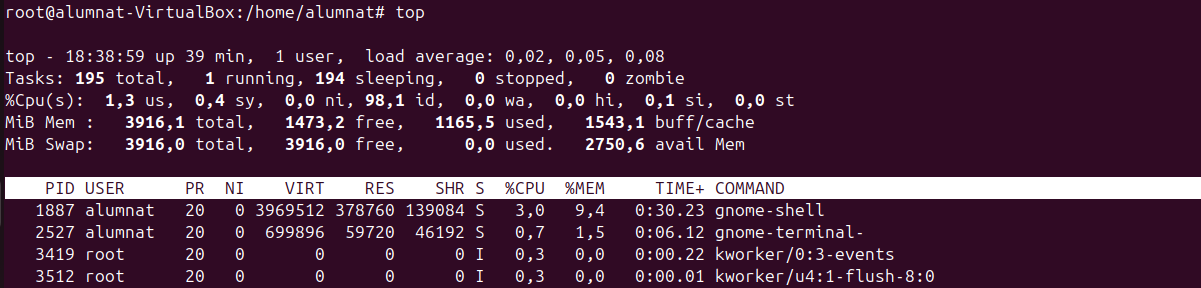 root@alumnat-VirtualBox:/home/alumnat# top
top - 18:38:59 up 39 min,  1 user,  load average: 0,02, 0,05, 0,08
Tasks: 195 total,   1 running, 194 sleeping,   0 stopped,   0 zombie
%Cpu(s):  1,3 us,  0,4 sy,  0,0 ni, 98,1 id,  0,0 wa,  0,0 hi,  0,1 si,  0,0 st
MiB Mem :   3916,1 total,   1473,2 free,   1165,5 used,   1543,1 buff/cache
MiB Swap:   3916,0 total,   3916,0 free,      0,0 used.   2750,6 avail Mem
PID USER      PR  NI    VIRT    RES    SHR S  %CPU  %MEM     TIME+ COMMAND
1887 alumnat   20   0 3969512 378760 139084 S   3,0   9,4   0:30.23 gnome-shell
2527 alumnat   20   0  699896  59720  46192 S   0,7   1,5   0:06.12 gnome-terminal-
3419 root      20   0       0      0      0 I   0,3   0,0   0:00.22 kworker/0:3-events
3512 root      20   0       0      0      0 I   0,3   0,0   0:00.01 kworker/u4:1-flush-8:0